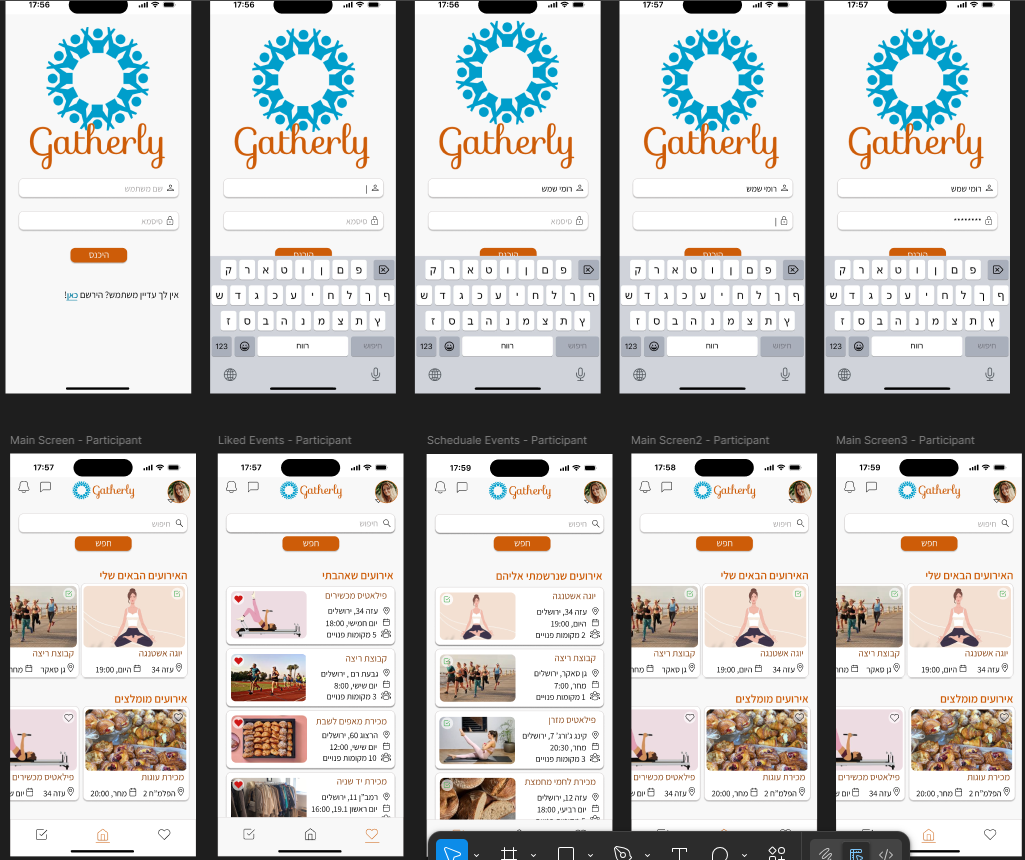 17:56
Gatherly
שם משתמש
סיסמא
היכנס
אין לך עדיין משתמש? הירשם כאן!
17:56
Gatherly
סיסמא
היכנס
ק ר א ט ו ן ם פ
ש ד ג כ ע י ח ל ך ף
ז ס ב ה נ מ צ ת ץ
123
רווח
חיפוש
17:56
Gatherly
רומי שמש
סיסמא
היכנס
ק ר א ט ו ן ם פ
ש ד ג כ ע י ח ל ך ף
ז ס ב ה נ מ צ ת ץ
123
רווח
חיפוש
17:57
Gatherly
רומי שמש
היכנס
ק ר א ט ו ן ם פ
ש ד ג כ ע י ח ל ך ף
ז ס ב ה נ מ צ ת ץ
123
רווח
חיפוש
17:57
Gatherly
רומי שמש
********
היכנס
ק ר א ט ו ן ם פ
ש ד ג כ ע י ח ל ך ף
ז ס ב ה נ מ צ ת ץ
123
רווח
חיפוש
Main Screen - Participant
17:57
Gatherly
חיפוש
חפש
האירועים הבאים שלי
יוגה אשטנגה
עזה 34 היום, 19:00
קבוצת ריצה
גן סאקר מחר
אירועים מומלצים
מכירת עוגות
הפלמ"ח 2 מחר, 20:00
פילאטיס מכשירים
עזה 34 יום ש
Liked Events - Participant
17:57
Gatherly
חיפוש
חפש
אירועים שאהבתי
פילאטיס מכשירים
עזה 34, ירושלים
יום חמישי, 18:00
5 מקומות פנויים
קבוצת ריצה
גבעת רם , ירושלים
יום שישי, 8:00
3 מקומות פנויים
מכירת מאפים לשבת
הרצוג 60, ירושלים
יום שישי, 12:00
10 מקומות פנויים
מכירת יד שניה
רמב"ן 11, ירושלים
יום ראשון 19.1, 16:00
Scheduale Events - Participant
17:59
Gatherly
חיפוש
חפש
אירועים שנרשמתי אליהם
יוגה אשטנגה
עזה 34, ירושלים
היום, 19:00
2 מקומות פנויים
קבוצת ריצה
גן סאקר, ירושלים
מחר, 7:00
1 מקומות פנויים
פילאטיס מזרן
קינג ג'ורג' 7, ירושלים
מחר, 20:30
3 מקומות פנויים
מכירת לחמי מחמצת
עזה 12, ירושלים
יום רביעי, 18:00
Main Screen2 - Participant
17:58
Gatherly
חיפוש
חפש
האירועים הבאים שלי
יוגה אשטנגה
עזה 34 היום, 19:00
קבוצת ריצה
גן סאקר מחר
אירועים מומלצים
מכירת עוגות
הפלמ"ח 2 מחר, 20:00
פילאטיס מכשירים
עזה 34 יום ש
Main Screen3 - Participant
17:59
Gatherly
חיפוש
חפש
האירועים הבאים שלי
יוגה אשטנגה
עזה 34 היום, 19:00
קבוצת ריצה
גן סאקר מחר
אירועים מומלצים
מכירת עוגות
הפלמ"ח 2 מחר, 20:00
פילאטיס מכשירים
עזה 34 יום ש